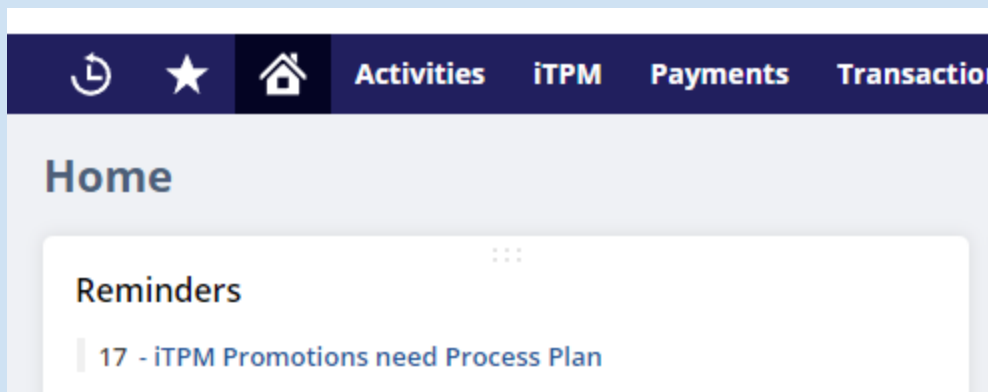 Activities iTPM Payments
Home
Reminders
17 - iTPM Promotions need Process Plan